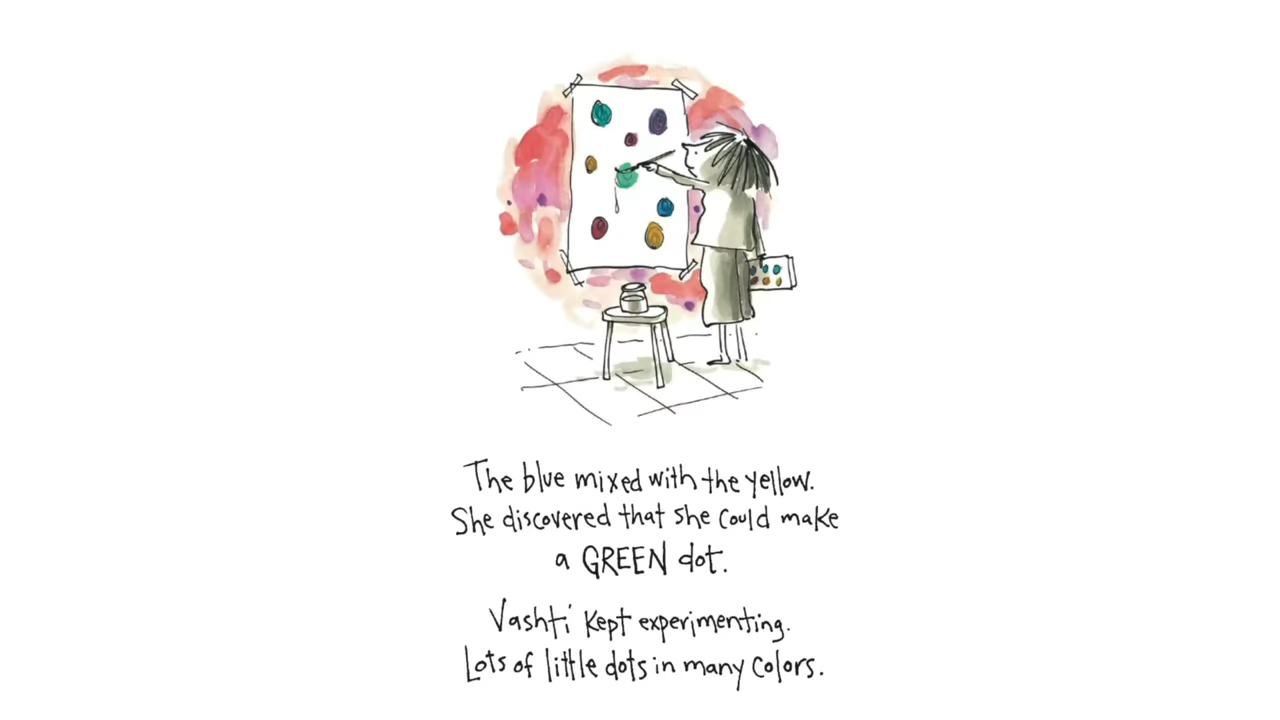 The blue mixed with the yellow.
She discovered that she could make
a GREEN dot.
Vashti kept experimenting.
Lots of little dots in many colors.